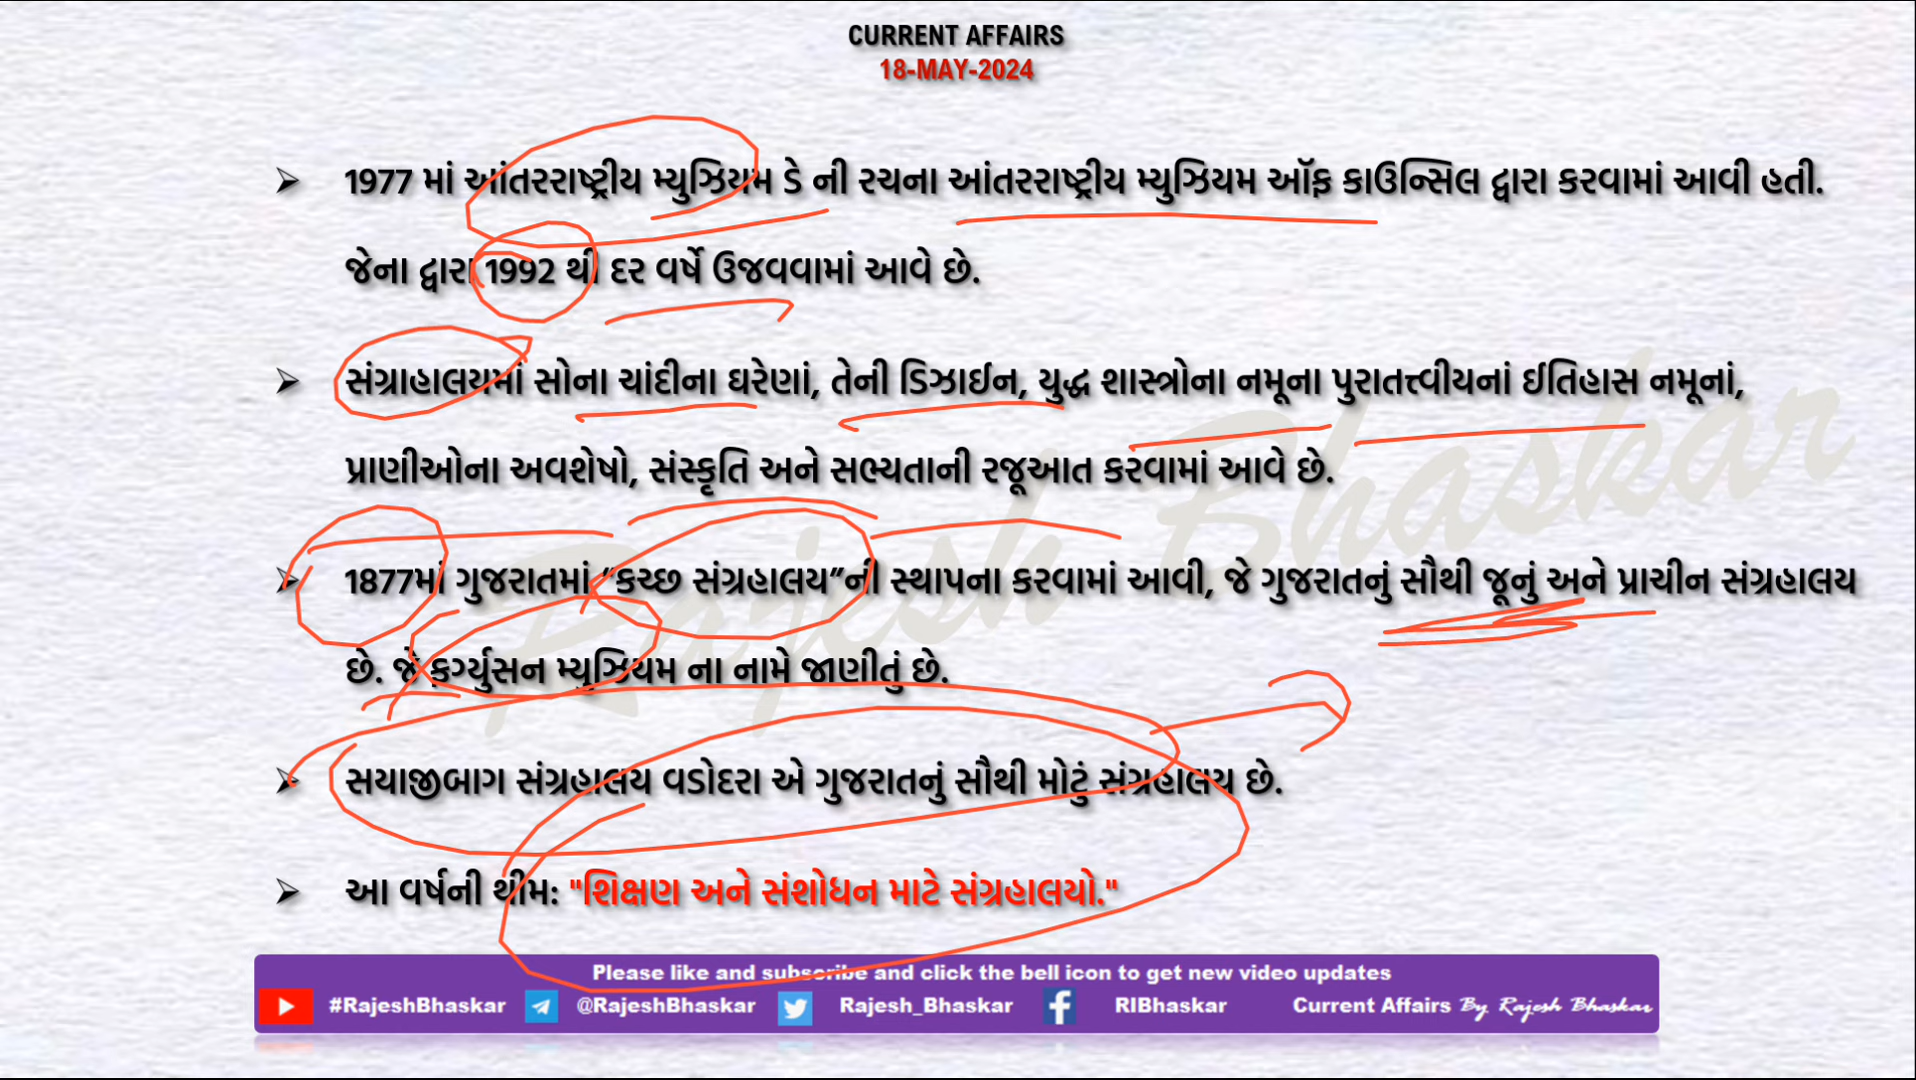 CURRENT AFFAIRS
18-MAY-2024
➢ 1977 માં આંતરરાષ્ટ્રીય મ્યુઝિયમ ડે ની રચના આંતરરાષ્ટ્રીય મ્યુઝિયમ ઑફ કાઉન્સિલ દ્વારા કરવામાં આવી હતી.
જેના દ્વારા 1992 થી દર વર્ષે ઉજવવામાં આવે છે.
➢ સંગ્રાહાલયમાં સોના ચાંદીના ઘરેણાં, તેની ડિઝાઈન, યુદ્ધ શાસ્ત્રોના નમૂના પુરાતત્ત્વીયનાં ઈતિહાસ નમૂનાં,
પ્રાણીઓના અવશેષો, સંસ્કૃતિ અને સભ્યતાની રજૂઆત કરવામાં આવે છે.
➢ 1877માં ગુજરાતમાં “કચ્છ સંગ્રહાલય”ની સ્થાપના કરવામાં આવી, જે ગુજરાતનું સૌથી જૂનું અને પ્રાચીન સંગ્રહાલય
છે. જે ફર્ગ્યુસન મ્યુઝિયમ ના નામે જાણીતું છે.
➢ સયાજીબાગ સંગ્રહાલય વડોદરા એ ગુજરાતનું સૌથી મોટું સંગ્રહાલય છે.
➢ આ વર્ષની થીમ: "શિક્ષણ અને સંશોધન માટે સંગ્રહાલયો."
Rajesh Bhaskar
Please like and subscribe and click the bell icon to get new video updates
#RajeshBhaskar @RajeshBhaskar Rajesh_Bhaskar RIBhaskar Current Affairs By Rajesh Bhaskar